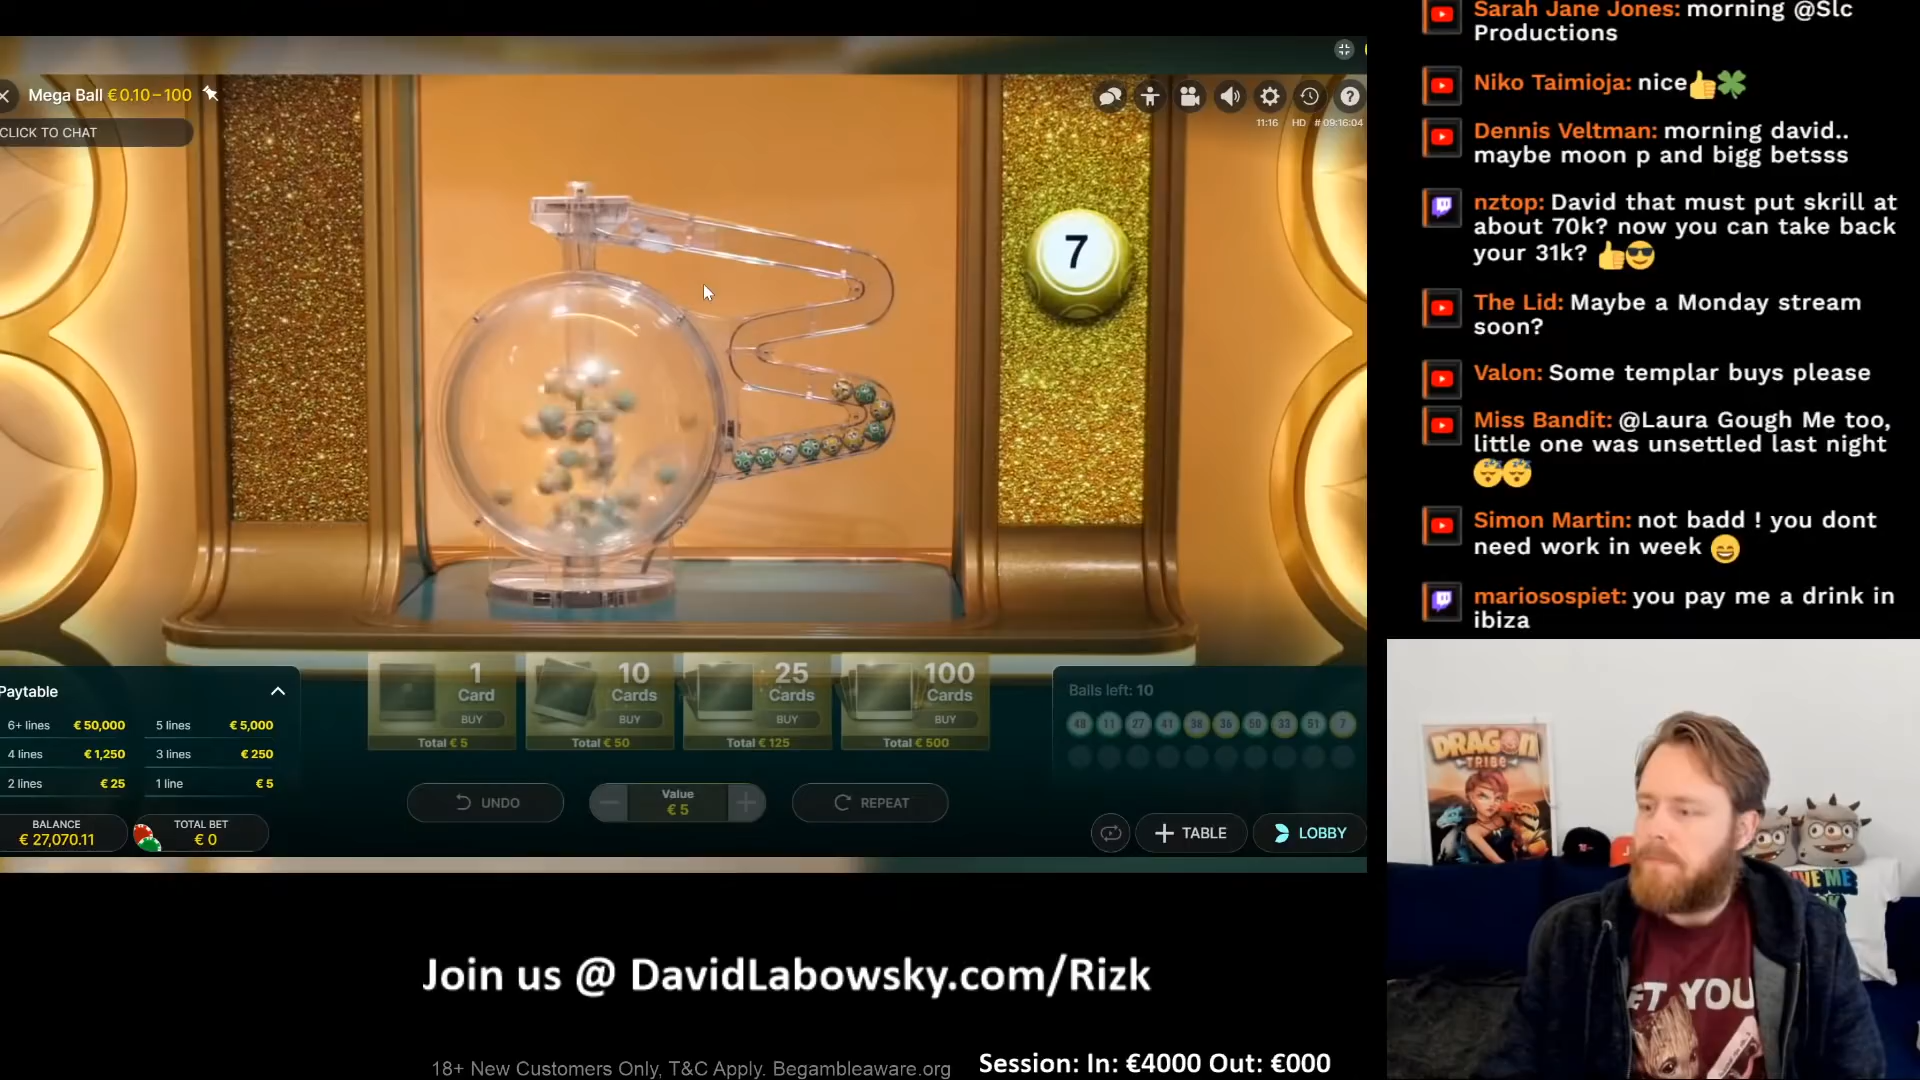 Mega Ball €0.10–100
CLICK TO CHAT
11:16 HD # 09:16:04
7
Paytable
6+ lines €50,000 5 lines €5,000
4 lines €1,250 3 lines €250
2 lines €25 1 line €5
BALANCE
€27,070.11
TOTAL BET
€0
1
Card
BUY
Total €5
10
Cards
BUY
Total €50
25
Cards
BUY
Total €125
100
Cards
BUY
Total €500
UNDO
Value
€5
REPEAT
Balls left: 10
48 11 27 41 38 36 50 33 51 7
TABLE
LOBBY
Join us @ DavidLabowsky.com/Rizk
18+ New Customers Only, T&C Apply. Begambleaware.org
Session: In: €4000 Out: €000
Sarah Jane Jones: morning @Slc
Productions
Niko Taimioja: nice👍🍀
Dennis Veltman: morning david..
maybe moon p and bigg betsss
nztop: David that must put skrill at
about 70k? now you can take back
your 31k? 👍😎
The Lid: Maybe a Monday stream
soon?
Valon: Some templar buys please
Miss Bandit: @Laura Gough Me too,
little one was unsettled last night
😴😴
Simon Martin: not badd ! you dont
need work in week 😄
mariosospiet: you pay me a drink in
ibiza
DRAGON
TRIBE
ET YOU